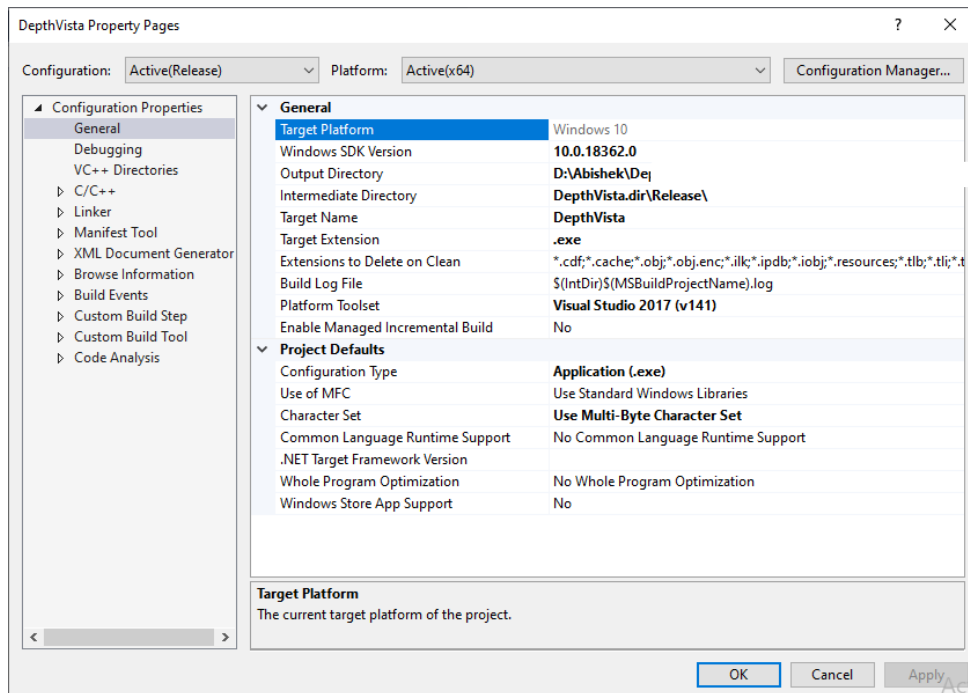 DepthVista Property Pages ? ×
Configuration: Active(Release) Platform: Active(x64) Configuration Manager...
Configuration Properties
General
Debugging
VC++ Directories
C/C++
Linker
Manifest Tool
XML Document Generator
Browse Information
Build Events
Custom Build Step
Custom Build Tool
Code Analysis
General
Target Platform Windows 10
Windows SDK Version 10.0.18362.0
Output Directory D:\Abishek\De
Intermediate Directory DepthVista.dir\Release\
Target Name DepthVista
Target Extension .exe
Extensions to Delete on Clean *.cdf;*.cache;*.obj;*.obj.enc;*.ilk;*.ipdb;*.iobj;*.resources;*.tlb;*.tli;*.t
Build Log File $(IntDir)$(MSBuildProjectName).log
Platform Toolset Visual Studio 2017 (v141)
Enable Managed Incremental Build No
Project Defaults
Configuration Type Application (.exe)
Use of MFC Use Standard Windows Libraries
Character Set Use Multi-Byte Character Set
Common Language Runtime Support No Common Language Runtime Support
.NET Target Framework Version
Whole Program Optimization No Whole Program Optimization
Windows Store App Support No
Target Platform
The current target platform of the project.
OK Cancel Apply